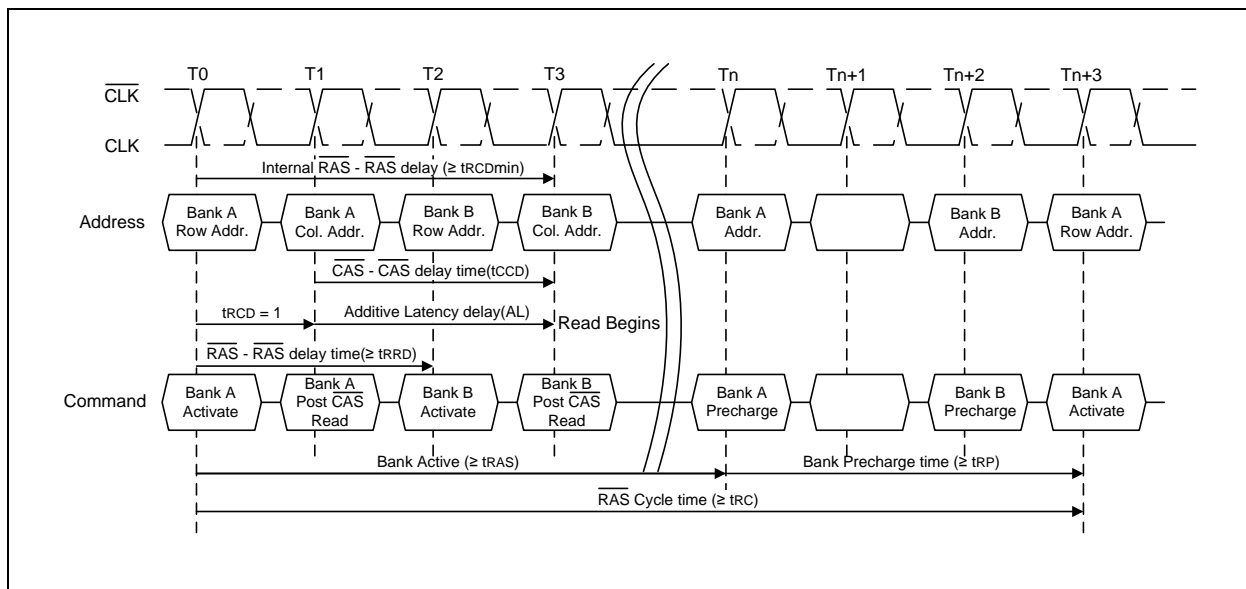 T0 T1 T2 T3 Tn Tn+1 Tn+2 Tn+3
CLK
CLK
Internal RAS - RAS delay (≥ tRCDmin)
Address
Bank A
Row Addr.
Bank A
Col. Addr.
Bank B
Row Addr.
Bank B
Col. Addr.
Bank A
Addr.
Bank B
Addr.
Bank A
Row Addr.
CAS - CAS delay time(tCCD)
tRCD = 1
Additive Latency delay(AL)
Read Begins
RAS - RAS delay time(≥ tRRD)
Command
Bank A
Activate
Bank A
Post CAS
Read
Bank B
Activate
Bank B
Post CAS
Read
Bank A
Precharge
Bank B
Precharge
Bank A
Activate
Bank Active (≥ tRAS)
Bank Precharge time (≥ tRP)
RAS Cycle time (≥ tRC)